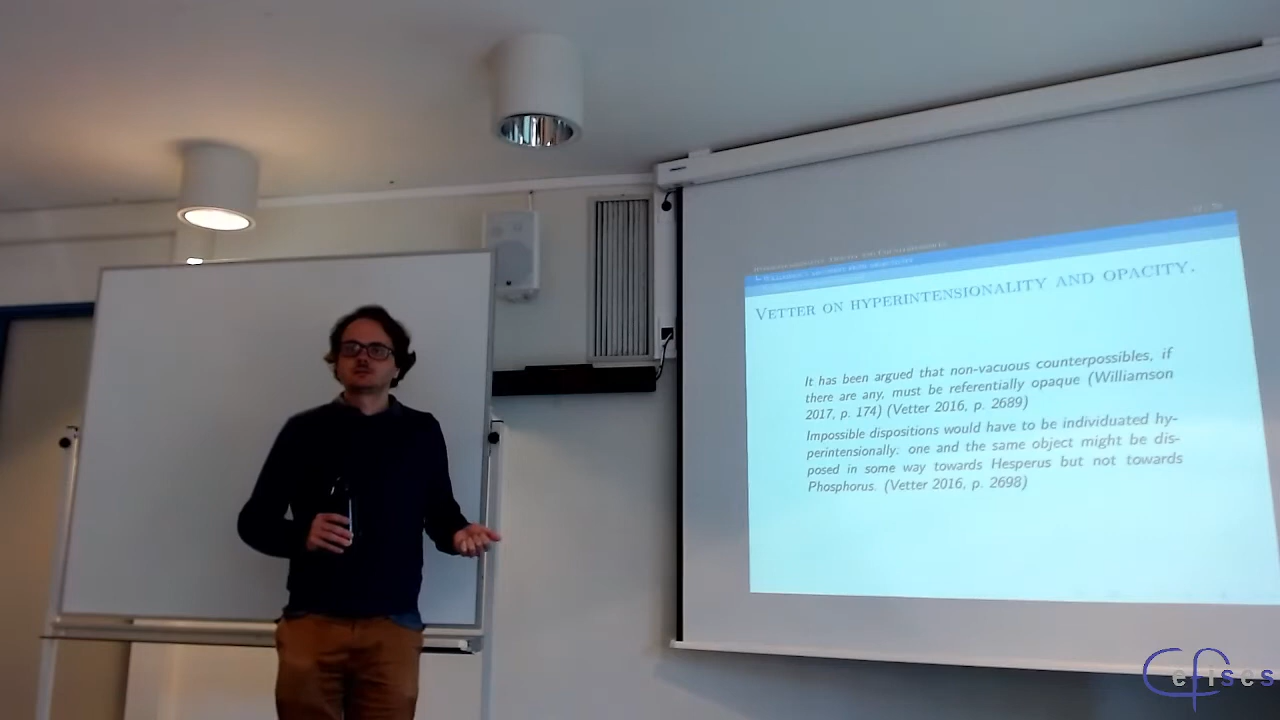 VETTER ON HYPERINTENSIONALITY AND OPACITY.
It has been argued that non-vacuous counterpossibles, if
there are any, must be referentially opaque (Williamson
2017, p. 174) (Vetter 2016, p. 2689)
Impossible dispositions would have to be individuated hy-
perintensionally: one and the same object might be dis-
posed in some way towards Hesperus but not towards
Phosphorus. (Vetter 2016, p. 2698)
Cefises